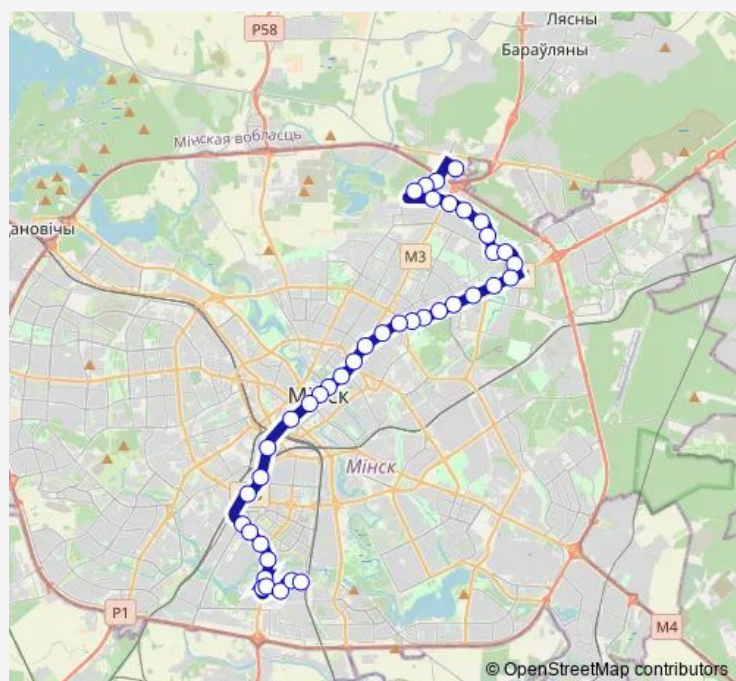 Лясны
P58
Бараўляны
Мінская вобласць
ановічы
M3
Мінск
Мінск
P1
M4
© OpenStreetMap contributors